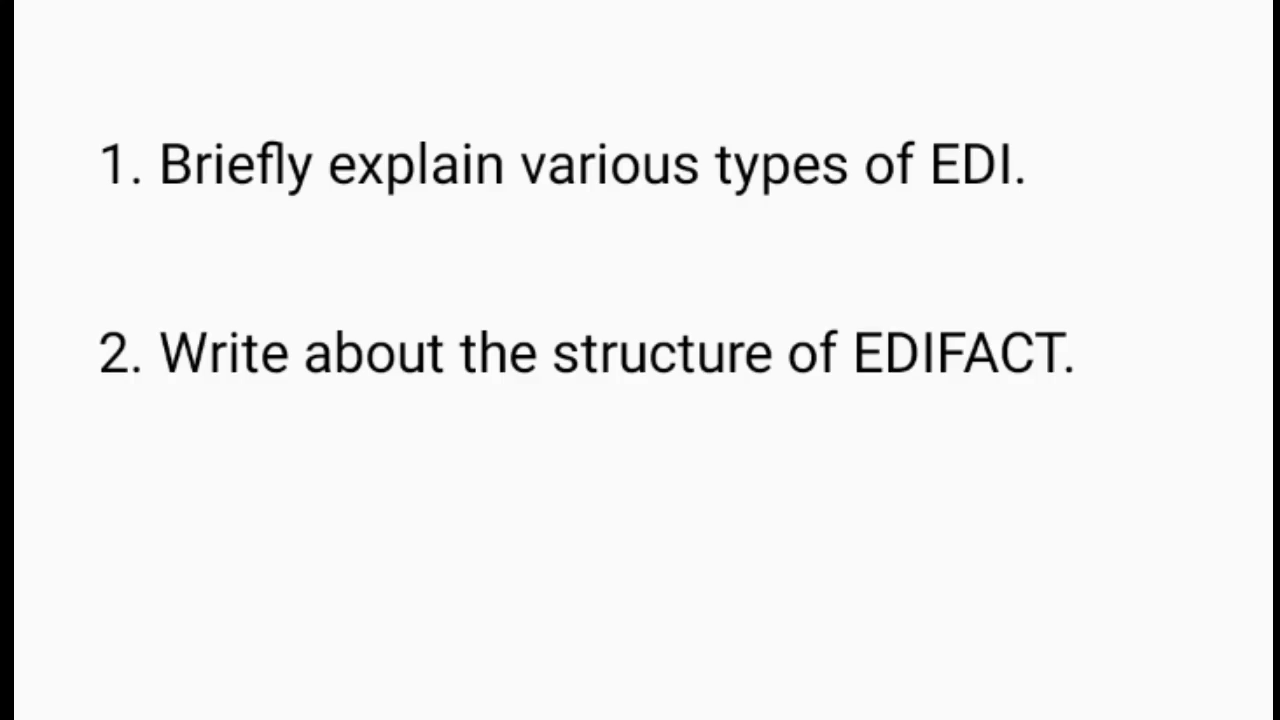 1. Briefly explain various types of EDI.
2. Write about the structure of EDIFACT.